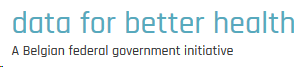 data for better health
A Belgian federal government initiative